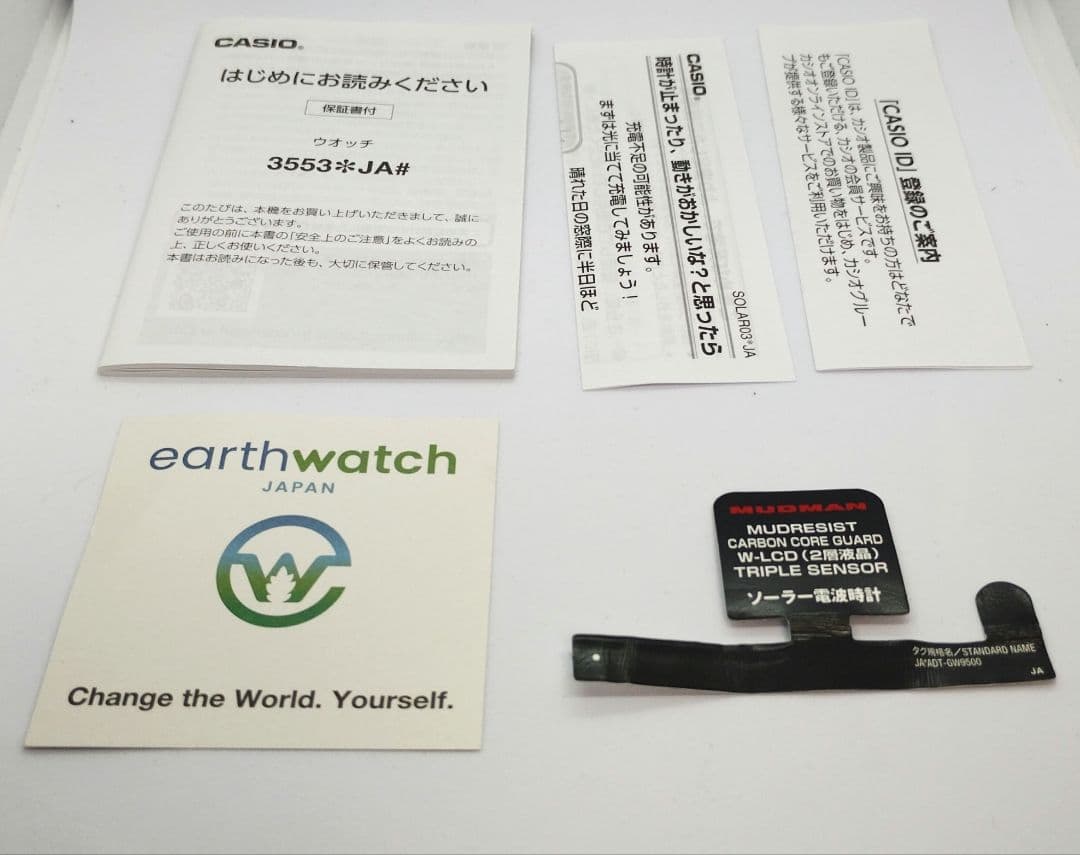 CASIO®
はじめにお読みください
保証書付
ウオッチ
3553✻JA#
このたびは、本機をお買い上げいただきまして、誠に
ありがとうございます。
ご使用の前に本書の「安全上のご注意」をよくお読みの
上、正しくお使いください。
本書はお読みになった後も、大切に保管してください。
SOLAR03*JA
CASIO®
時計が止まったり、動きがおかしいな?と思ったら
充電不足の可能性があります。
まずは光に当てて充電してみましょう!
晴れた日の窓際に半日ほど
「CASIO ID」登録のご案内
「CASIO ID」は、カシオ製品にご興味をお持ちの方はどなたで
もご登録いただける、カシオの会員サービスです。
カシオオンラインストアでのお買い物をはじめ、カシオグルー
プが提供する様々なサービスをご利用いただけます。
earthwatch
JAPAN
W
Change the World. Yourself.
MUDMAN
MUDRESIST
CARBON CORE GUARD
W-LCD(2層液晶)
TRIPLE SENSOR
ソーラー電波時計
タグ規格名/STANDARD NAME
JA*ADT-GW9500
JA